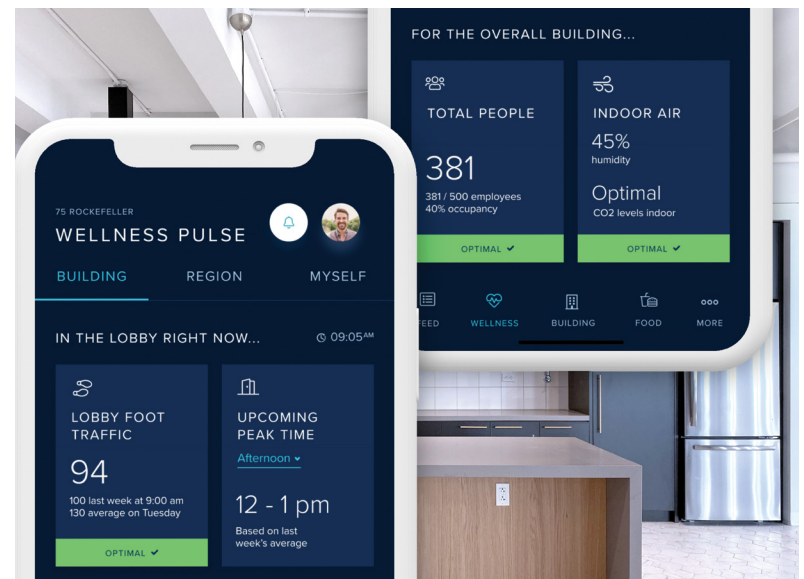 75 ROCKEFELLER
WELLNESS PULSE
BUILDING
REGION
MYSELF
IN THE LOBBY RIGHT NOW...
09:05 AM
LOBBY FOOT
TRAFFIC
94
100 last week at 9:00 am
130 average on Tuesday
OPTIMAL
UPCOMING
PEAK TIME
Afternoon
12 - 1 pm
Based on last
week's average
FOR THE OVERALL BUILDING...
TOTAL PEOPLE
381
381 / 500 employees
40% occupancy
OPTIMAL
INDOOR AIR
45%
humidity
Optimal
CO2 levels indoor
OPTIMAL
FEED
WELLNESS
BUILDING
FOOD
MORE